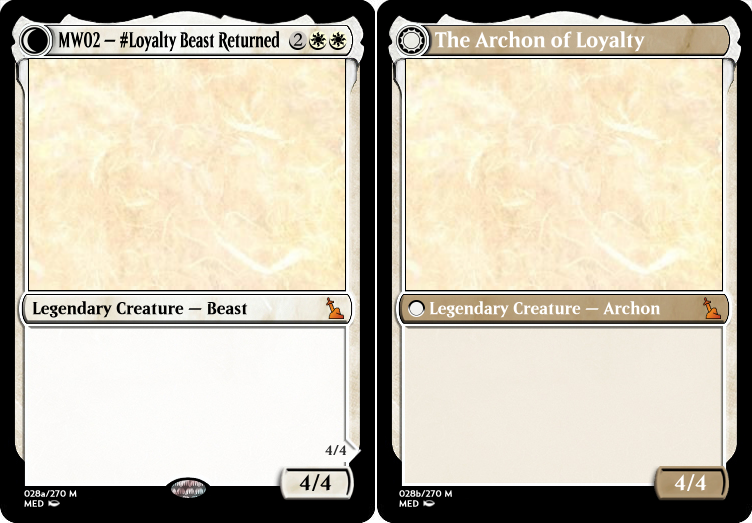 MW02 – #Loyalty Beast Returned 2
Legendary Creature — Beast
4/4
4/4
028a/270 M
MED
The Archon of Loyalty
Legendary Creature — Archon
4/4
028b/270 M
MED